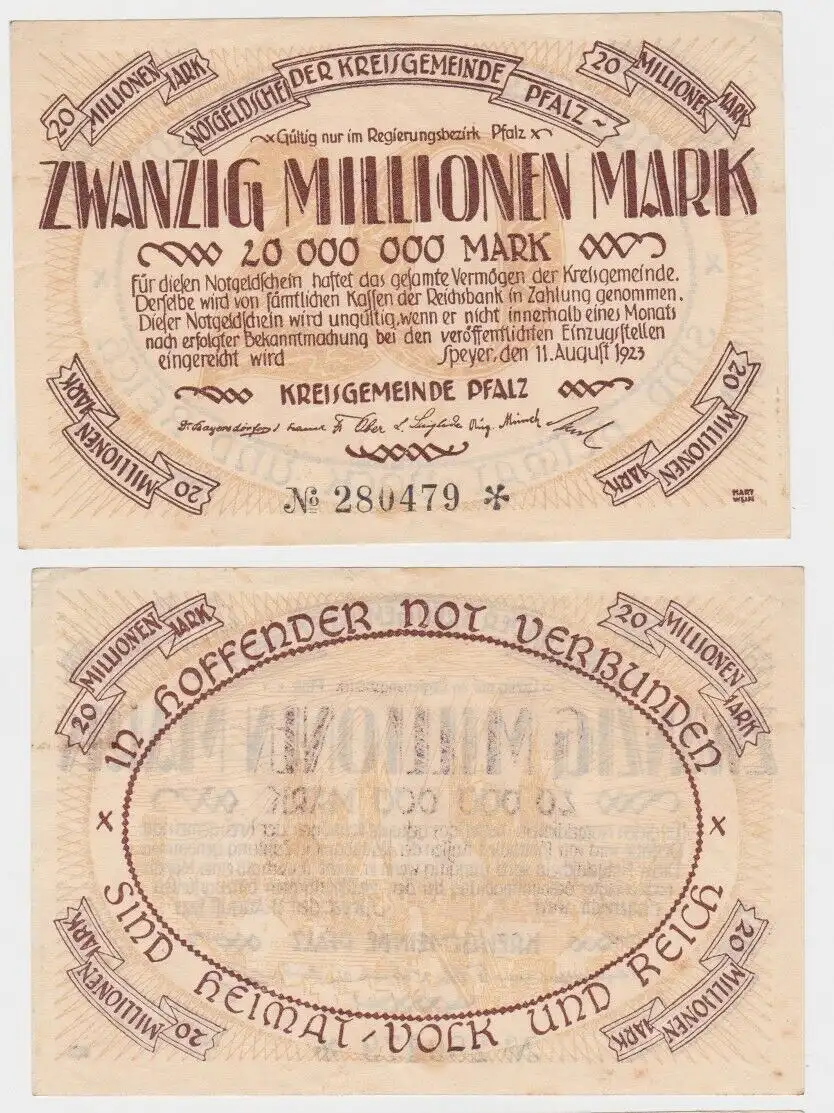 20 MILLIONEN MARK
NOTGELDSCHEIN DER KREISGEMEINDE PFALZ
20 MILLIONEN MARK
Gültig nur im Regierungsbezirk Pfalz
ZWANZIG MILLIONEN MARK
20 000 000 MARK
Für diesen Notgeldschein haftet das gesamte Vermögen der Kreisgemeinde.
Derselbe wird von sämtlichen Kassen der Reichsbank in Zahlung genommen.
Dieser Notgeldschein wird ungültig, wenn er nicht innerhalb eines Monats
nach erfolgter Bekanntmachung bei den veröffentlichten Einzugsstellen
eingereicht wird Speyer, den 11. August 1923
KREISGEMEINDE PFALZ
Dr Bayersdörfer
MILLIONEN MARK 20
20 MILLIONEN MARK
№ 280479 *
HART
WEIN
20 MILLIONEN MARK
IN HOFFENDER NOT VERBUNDEN
20 MILLIONEN MARK
SIND HEIMAT / VOLK UND REICH
MILLIONEN MARK 20
20 MILLIONEN MARK